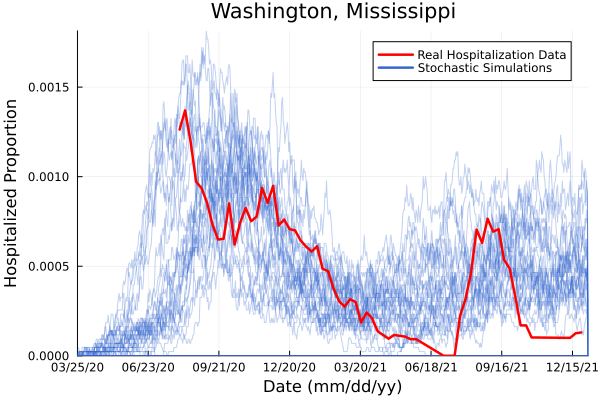 Washington, Mississippi
Real Hospitalization Data
Stochastic Simulations
Hospitalized Proportion
0.0015
0.0010
0.0005
0.0000
03/25/20 06/23/20 09/21/20 12/20/20 03/20/21 06/18/21 09/16/21 12/15/21
Date (mm/dd/yy)